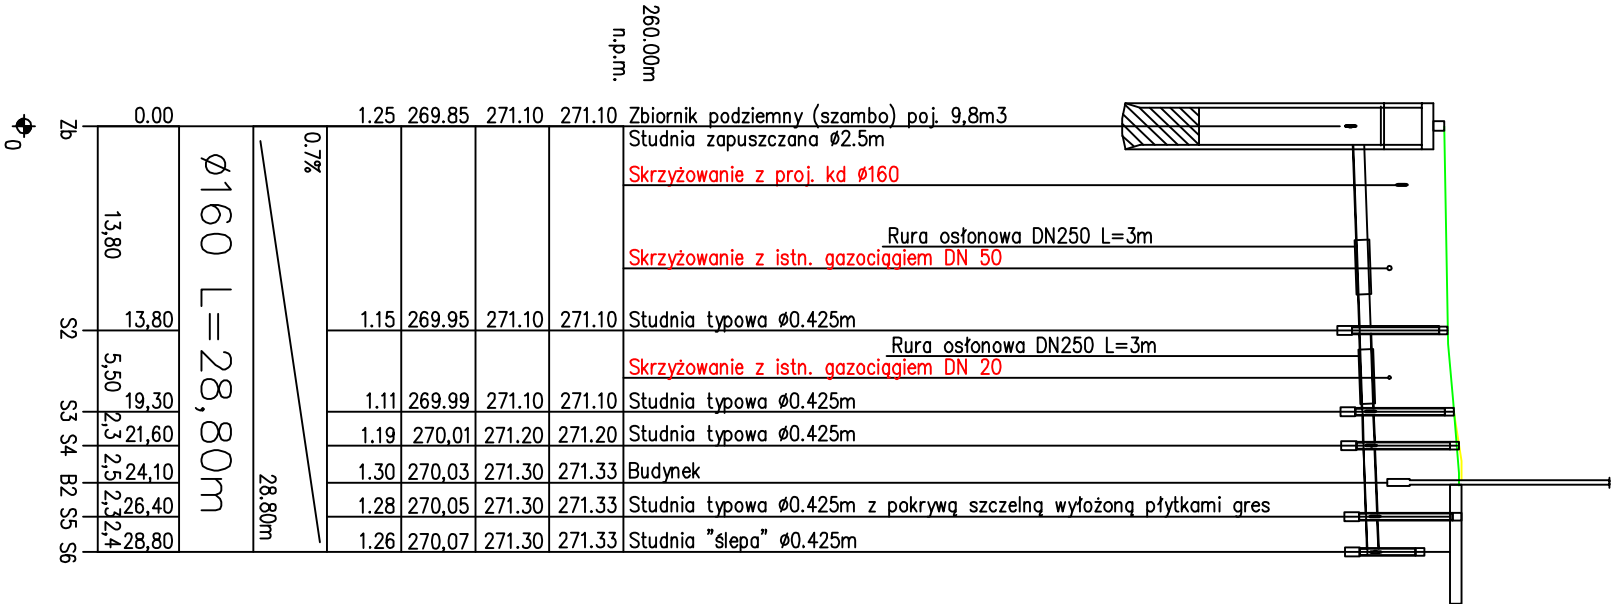 260.00m
n.p.m.
Zb 0.00 1.25 269.85 271.10 271.10 Zbiornik podziemny (szambo) poj. 9,8m3
Studnia zapuszczana Ø2.5m
0
0.7%
Skrzyżowanie z proj. kd Ø160
13,80
Ø160 L=28,80m
Rura osłonowa DN250 L=3m
Skrzyżowanie z istn. gazociągiem DN 50
S2 13,80 1.15 269.95 271.10 271.10 Studnia typowa Ø0.425m
5,50
Rura osłonowa DN250 L=3m
Skrzyżowanie z istn. gazociągiem DN 20
S3 19,30 1.11 269.99 271.10 271.10 Studnia typowa Ø0.425m
2,3
S4 21,60 1.19 270,01 271.20 271.20 Studnia typowa Ø0.425m
2,5
B2 24,10 1.30 270,03 271.30 271.33 Budynek
2,3
28.80m
S5 26,40 1.28 270,05 271.30 271.33 Studnia typowa Ø0.425m z pokrywą szczelną wyłożoną płytkami gres
2,4
S6 28,80 1.26 270,07 271.30 271.33 Studnia "ślepa" Ø0.425m